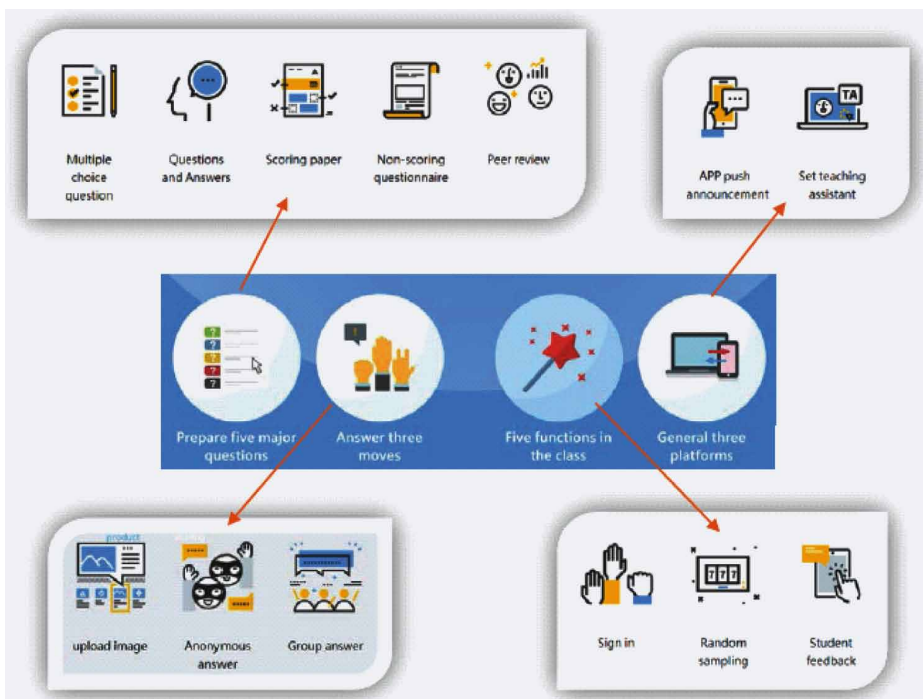 Multiple
choice
question
Questions
and Answers
Scoring paper
Non-scoring
questionnaire
Peer review
APP push
announcement
TA
Set teaching
assistant
Prepare five major
questions
Answer three
moves
Five functions in
the class
General three
platforms
product
upload image
Anonymous
answer
Group answer
Sign in
777
Random
sampling
Student
feedback